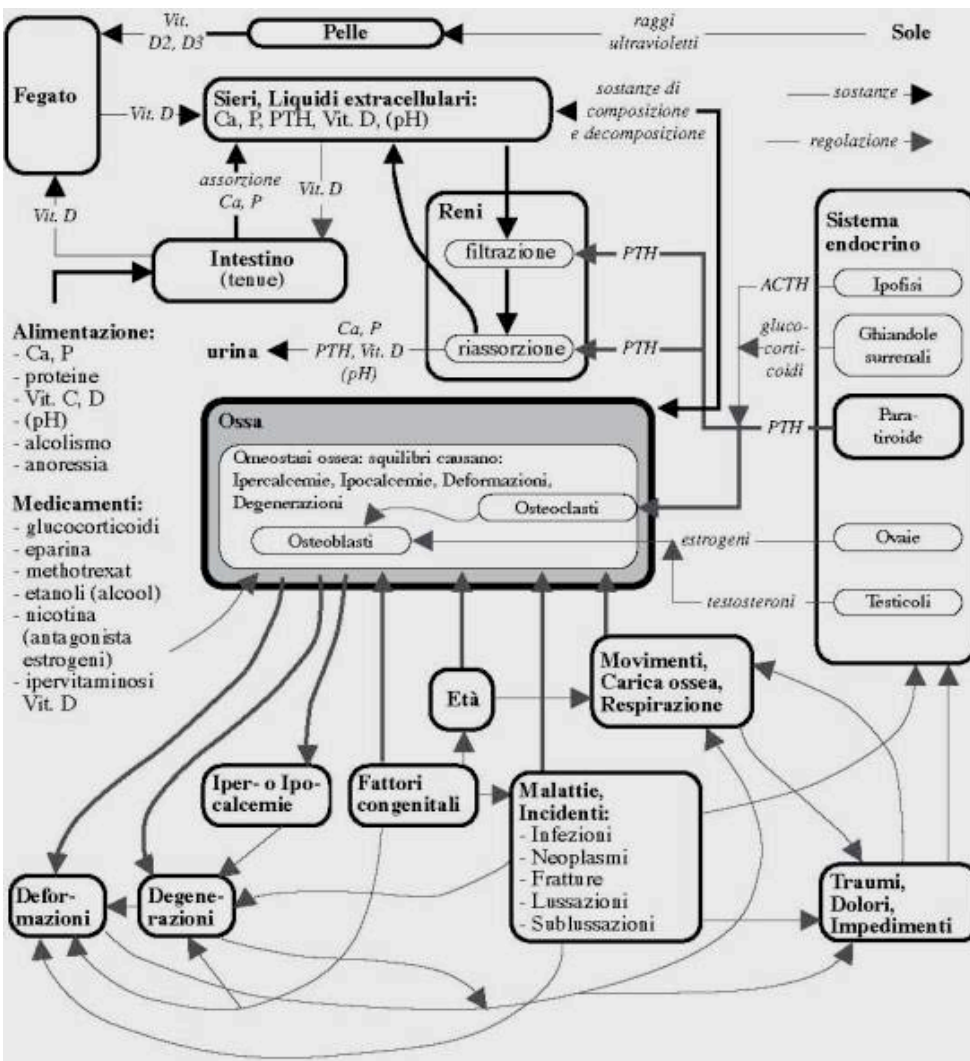 Vit.
D2, D3
Pelle
raggi
ultravioletti
Sole
Fegato
Vit. D
Sieri, Liquidi extracellulari:
Ca, P, PTH, Vit. D, (pH)
sostanze di
composizione
e decomposizione
sostanze
regolazione
assorzione
Ca, P
Vit. D
Vit. D
Intestino
(tenue)
Reni
filtrazione
PTH
riassorzione
PTH
urina
Ca, P
PTH, Vit. D
(pH)
Sistema
endocrino
ACTH
Ipofisi
gluco-
corti-
coidi
Ghiandole
surrenali
PTH
Para-
tiroide
estrogeni
Ovaie
testosteroni
Testicoli
Alimentazione:
- Ca, P
- proteine
- Vit. C, D
- (pH)
- alcolismo
- anoressia
Medicamenti:
- glucocorticoidi
- eparina
- methotrexat
- etanoli (alcool)
- nicotina
(antagonista
estrogeni)
- ipervitaminosi
Vit. D
Ossa
Omeostasi ossea: squilibri causano:
Ipercalcemie, Ipocalcemie, Deformazioni,
Degenerazioni
Osteoclasti
Osteoblasti
Movimenti,
Carica ossea,
Respirazione
Età
Iper- o Ipo-
calcemie
Fattori
congenitali
Malattie,
Incidenti:
- Infezioni
- Neoplasmi
- Fratture
- Lussazioni
- Sublussazioni
Defor-
mazioni
Degene-
razioni
Traumi,
Dolori,
Impedimenti